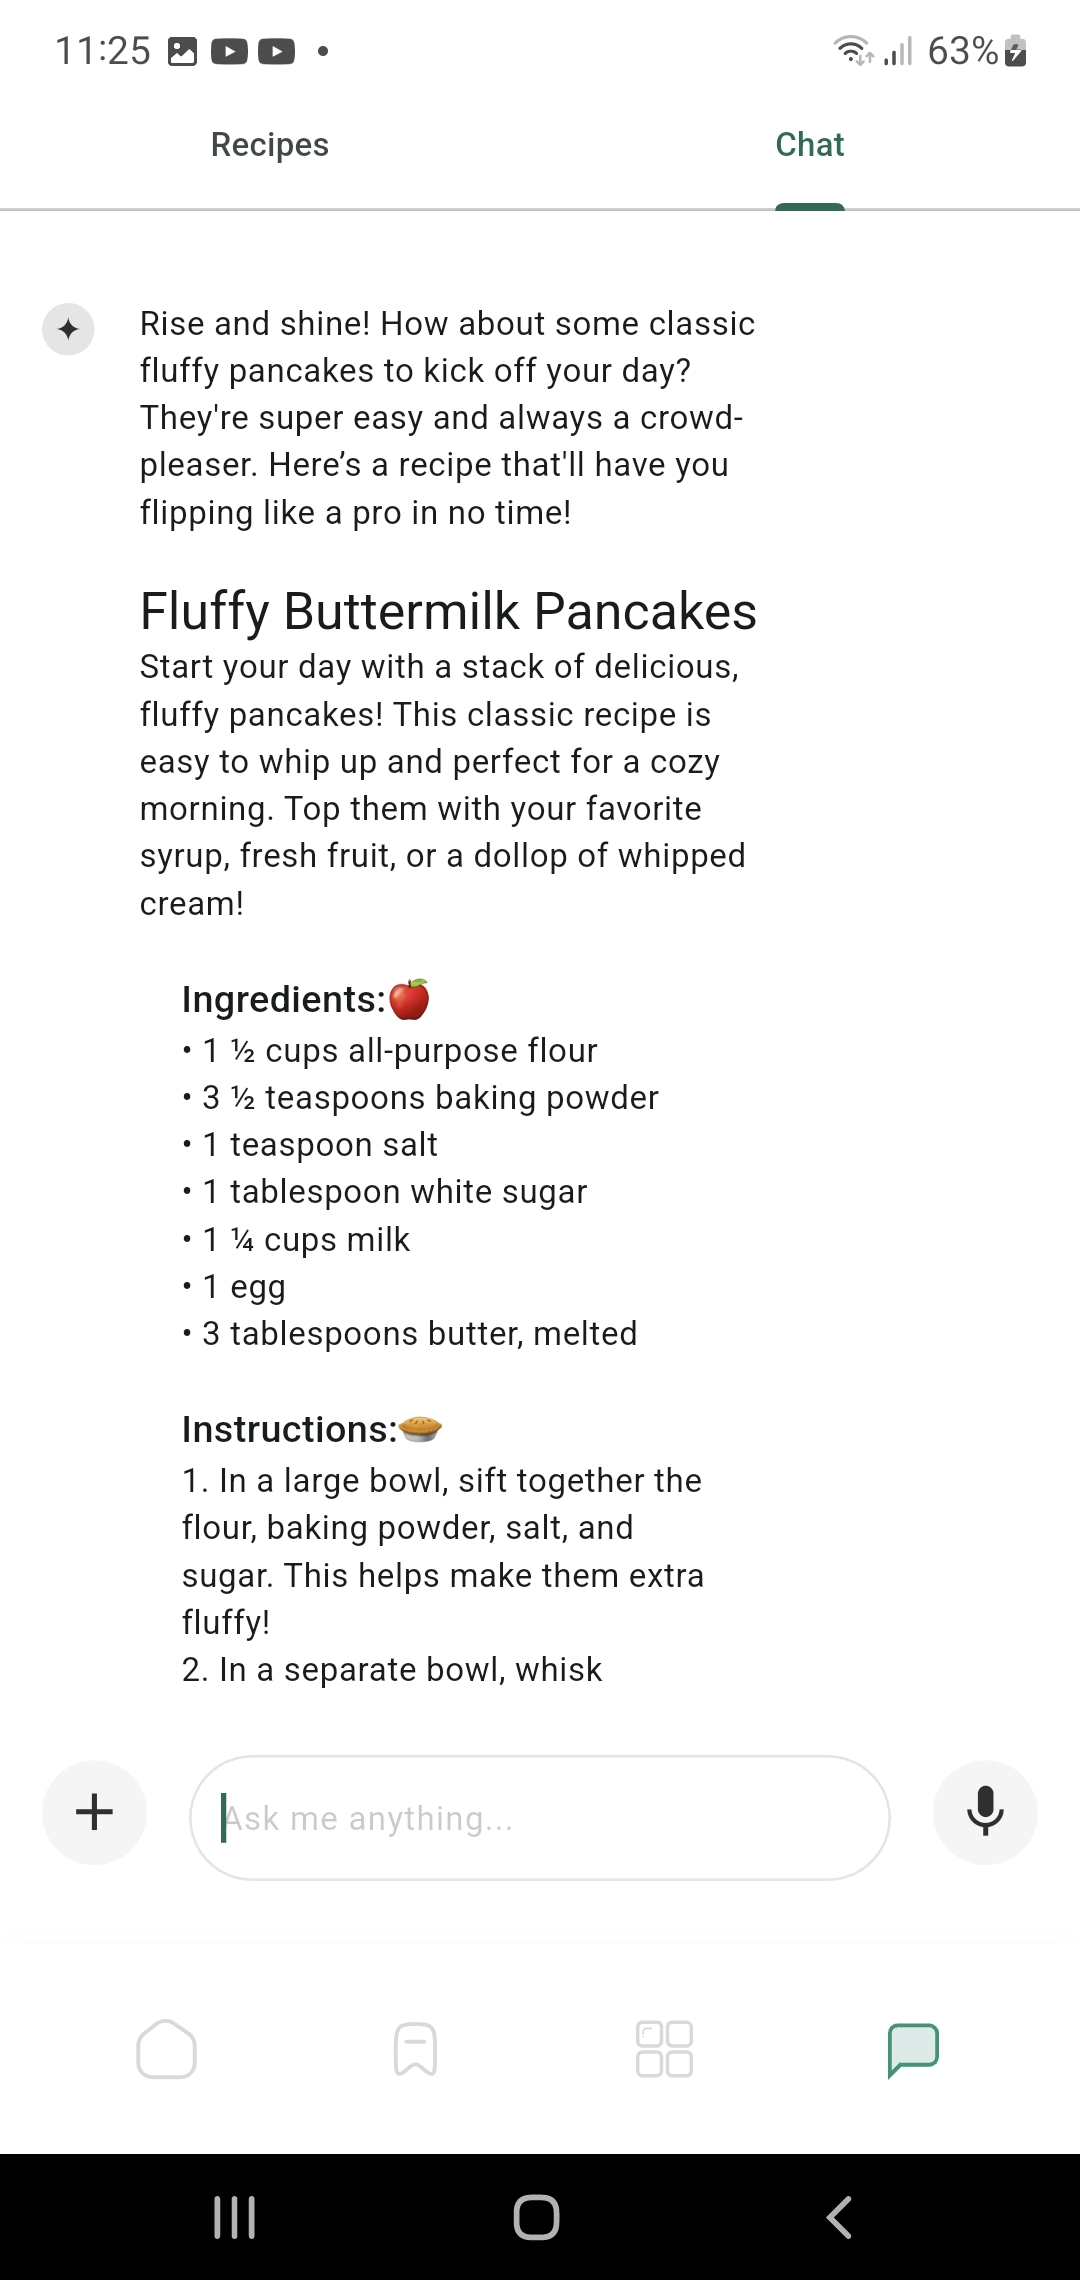 11:25
63%
Recipes
Chat
Rise and shine! How about some classic
fluffy pancakes to kick off your day?
They're super easy and always a crowd-
pleaser. Here’s a recipe that'll have you
flipping like a pro in no time!
Fluffy Buttermilk Pancakes
Start your day with a stack of delicious,
fluffy pancakes! This classic recipe is
easy to whip up and perfect for a cozy
morning. Top them with your favorite
syrup, fresh fruit, or a dollop of whipped
cream!
Ingredients:🍎
• 1 ½ cups all-purpose flour
• 3 ½ teaspoons baking powder
• 1 teaspoon salt
• 1 tablespoon white sugar
• 1 ¼ cups milk
• 1 egg
• 3 tablespoons butter, melted
Instructions:🥧
1. In a large bowl, sift together the
flour, baking powder, salt, and
sugar. This helps make them extra
fluffy!
2. In a separate bowl, whisk
Ask me anything...